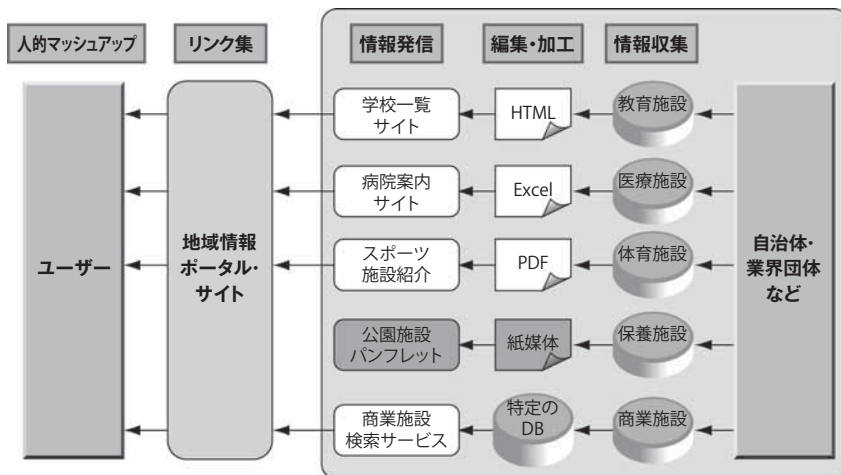 人的マッシュアップ
リンク集
情報発信
編集・加工
情報収集
学校一覧
サイト
HTML
教育施設
病院案内
サイト
Excel
医療施設
ユーザー
地域情報
ポータル・
サイト
スポーツ
施設紹介
PDF
体育施設
自治体・
業界団体
など
公園施設
パンフレット
紙媒体
保養施設
商業施設
検索サービス
特定の
DB
商業施設